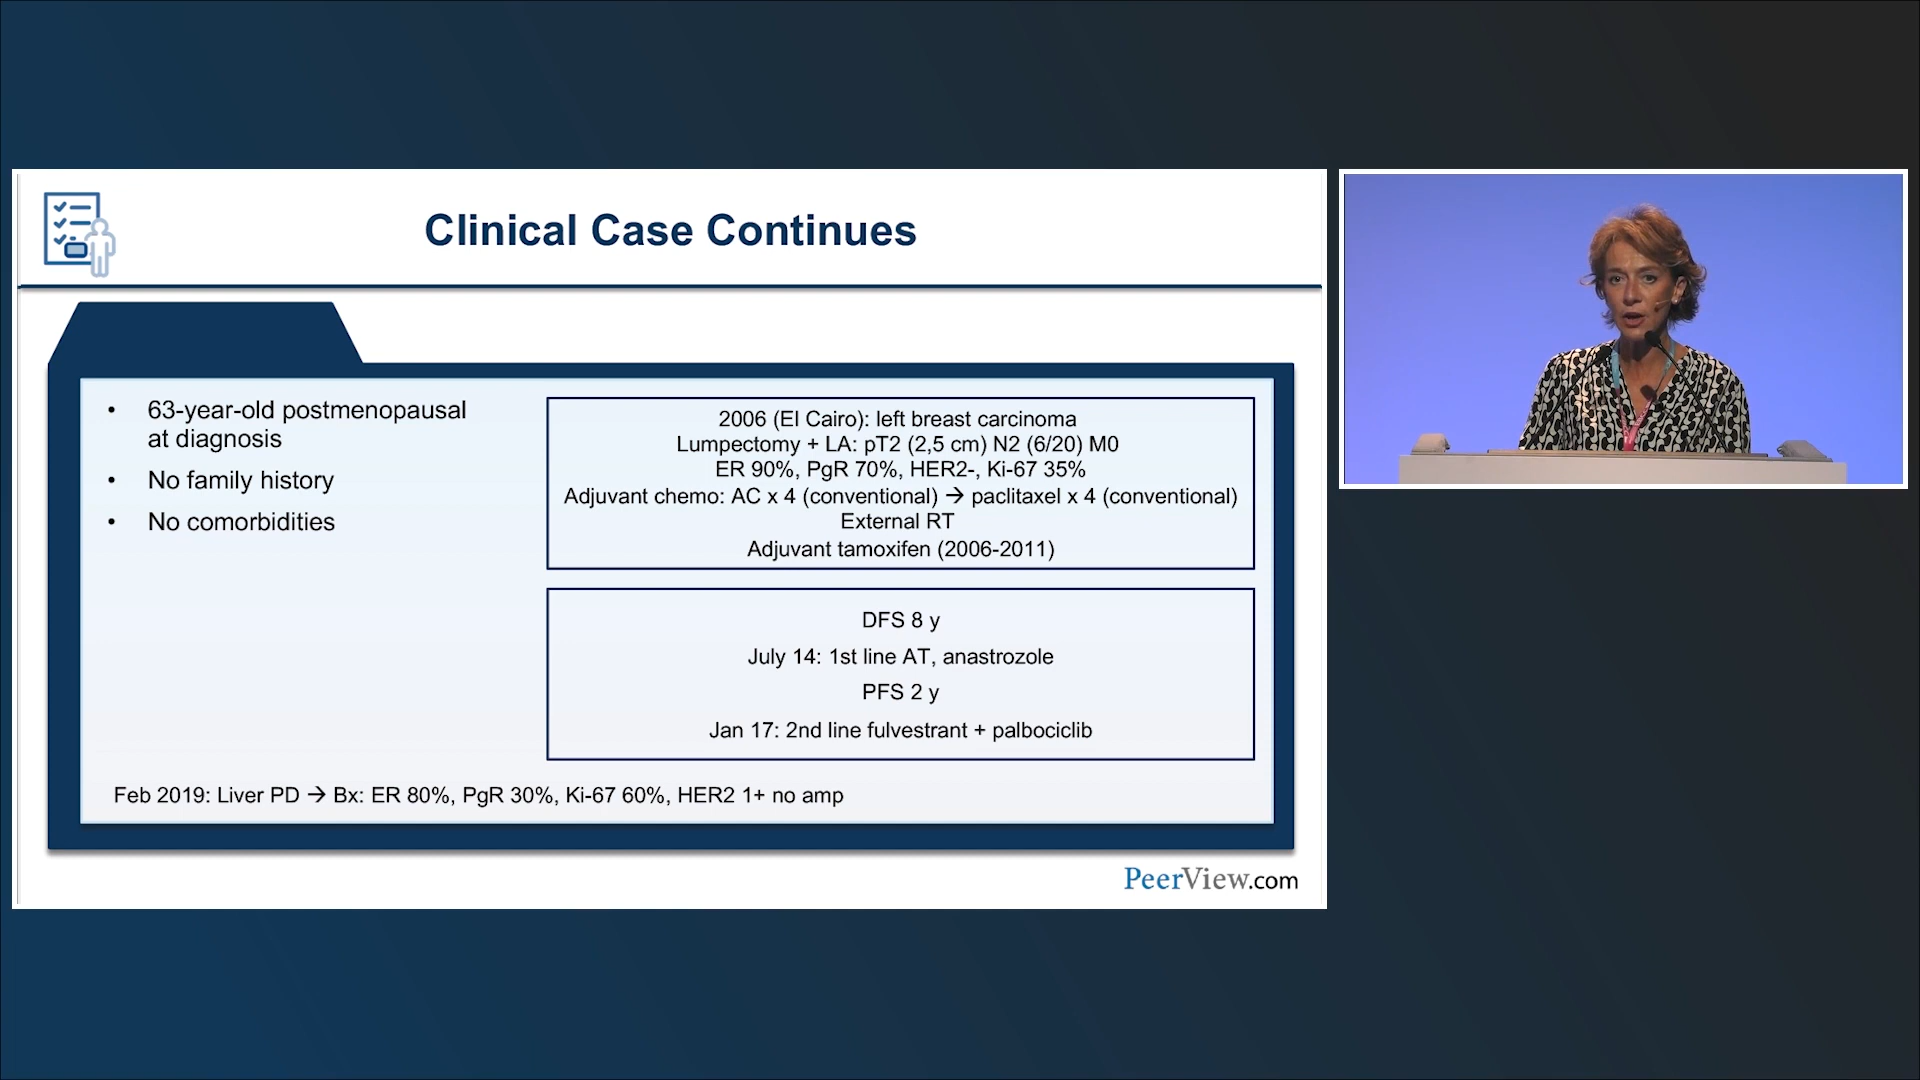 Clinical Case Continues
• 63-year-old postmenopausal
at diagnosis
• No family history
• No comorbidities
2006 (El Cairo): left breast carcinoma
Lumpectomy + LA: pT2 (2,5 cm) N2 (6/20) M0
ER 90%, PgR 70%, HER2-, Ki-67 35%
Adjuvant chemo: AC x 4 (conventional) → paclitaxel x 4 (conventional)
External RT
Adjuvant tamoxifen (2006-2011)
DFS 8 y
July 14: 1st line AT, anastrozole
PFS 2 y
Jan 17: 2nd line fulvestrant + palbociclib
Feb 2019: Liver PD → Bx: ER 80%, PgR 30%, Ki-67 60%, HER2 1+ no amp
PeerView.com